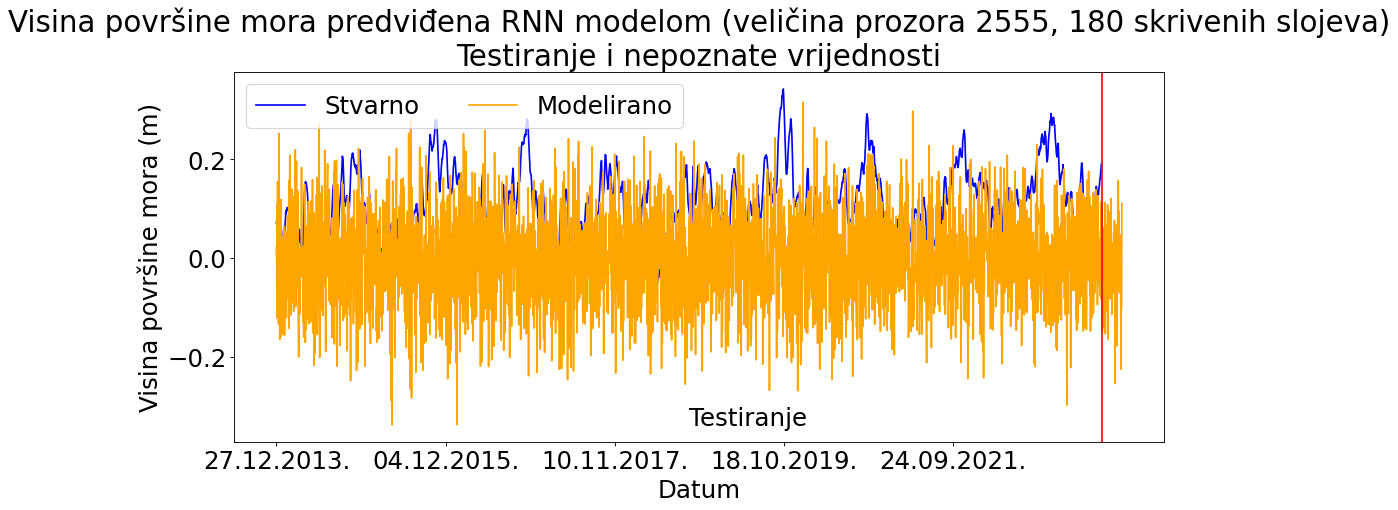 Visina površine mora predviđena RNN modelom (veličina prozora 2555, 180 skrivenih slojeva)
Testiranje i nepoznate vrijednosti
Stvarno
Modelirano
Visina površine mora (m)
0.2
0.0
−0.2
Testiranje
27.12.2013.
04.12.2015.
10.11.2017.
18.10.2019.
24.09.2021.
Datum